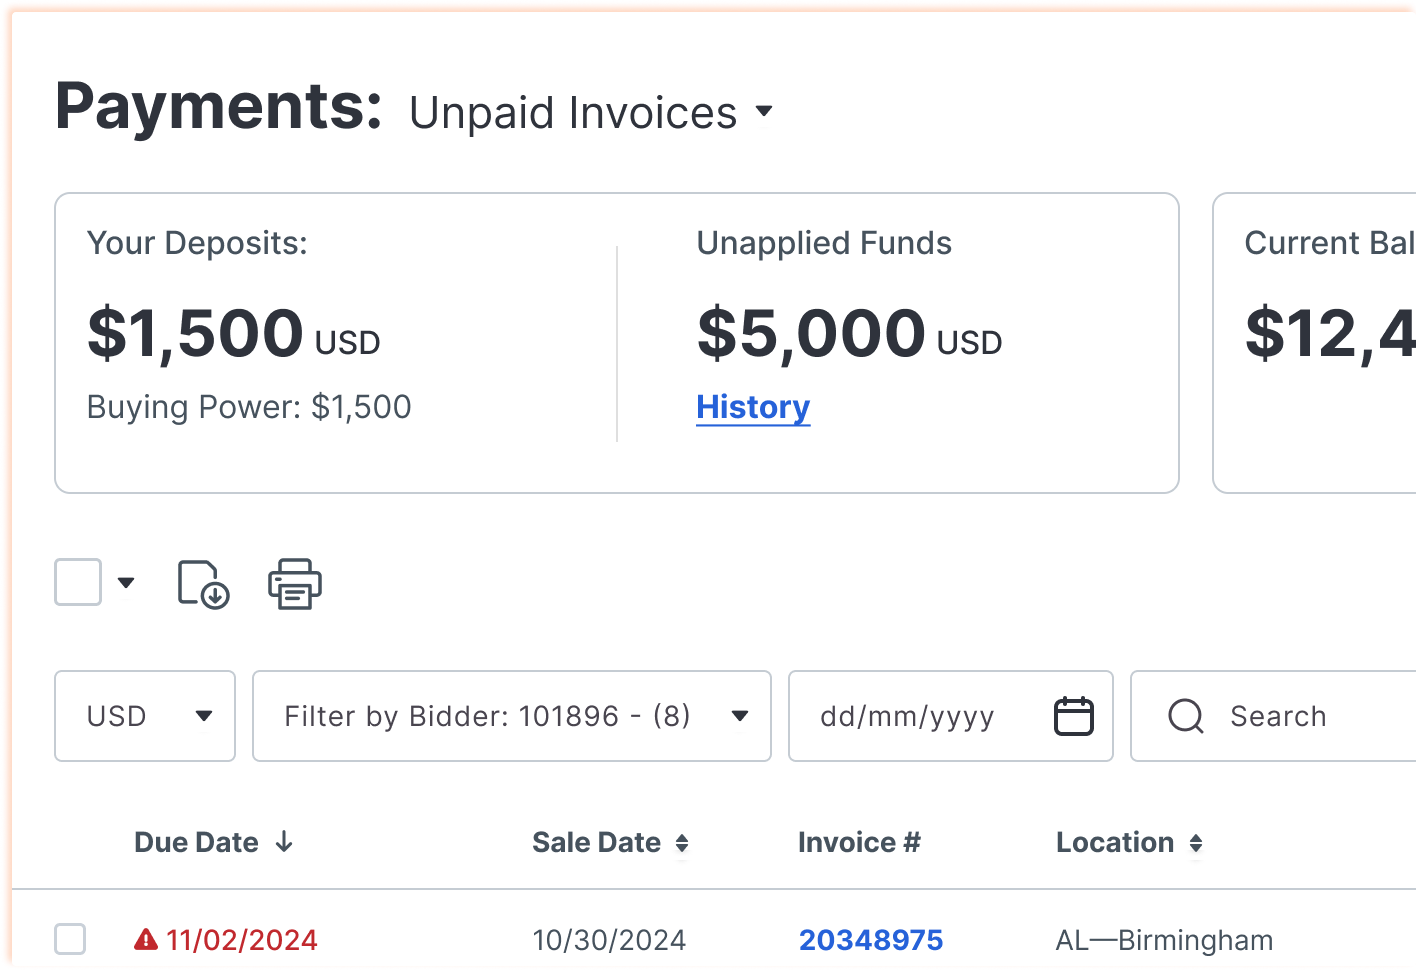 Payments: Unpaid Invoices
Your Deposits: Unapplied Funds Current Bal
$1,500 USD $5,000 USD $12,4
Buying Power: $1,500 History
USD Filter by Bidder: 101896 - (8) dd/mm/yyyy Search
Due Date Sale Date Invoice # Location
11/02/2024 10/30/2024 20348975 AL—Birmingham